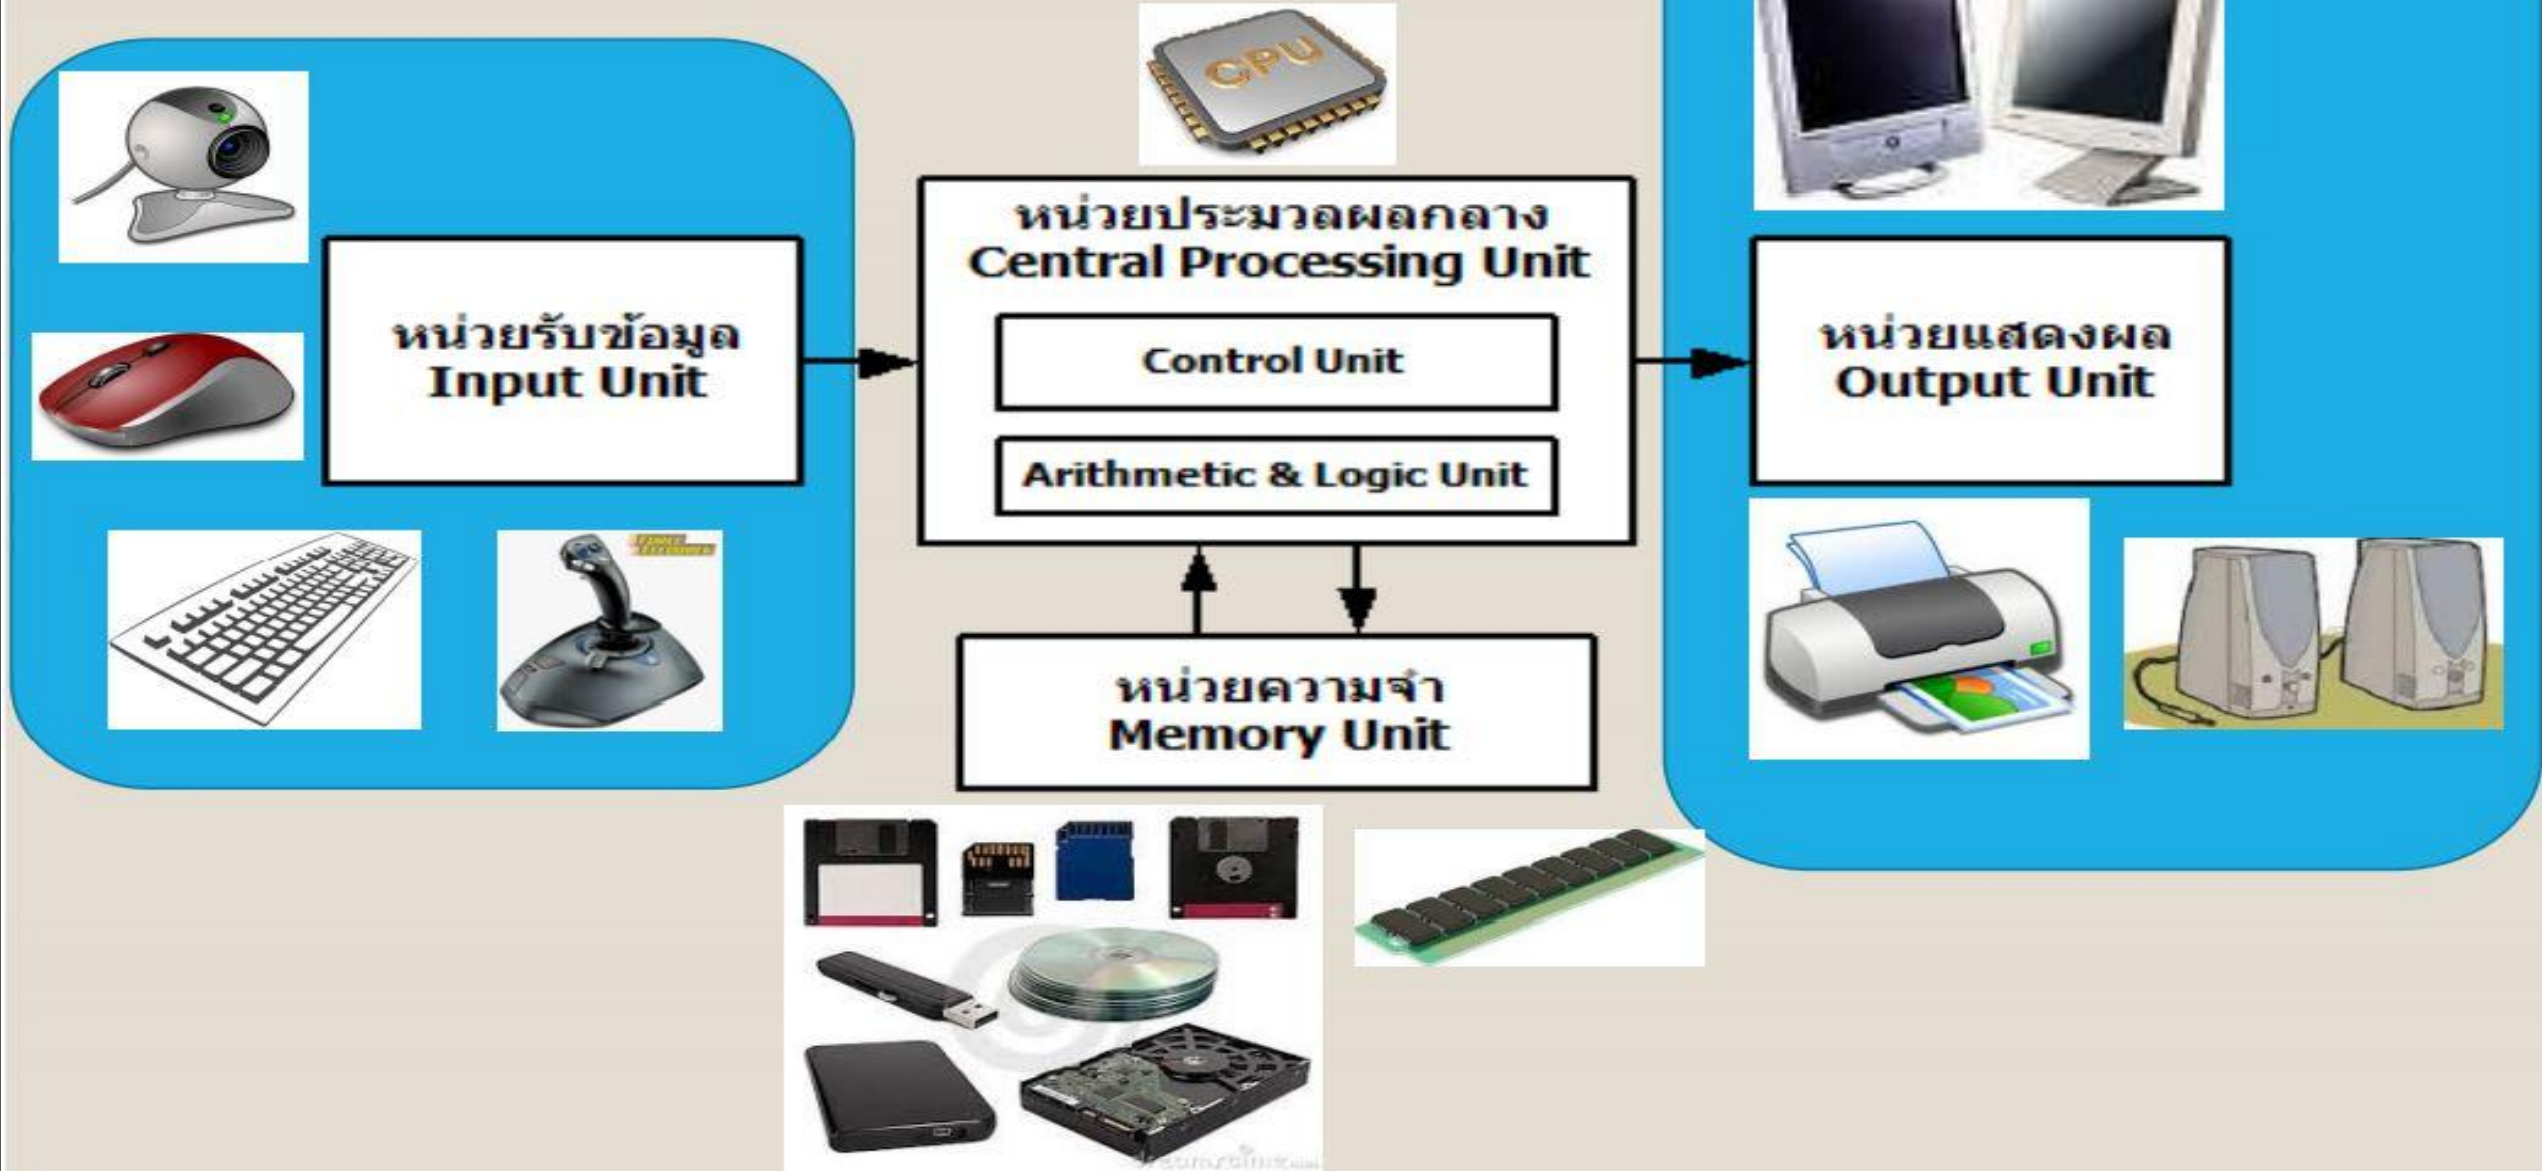 CPU
หน่วยประมวลผลกลาง
Central Processing Unit
Control Unit
Arithmetic & Logic Unit
หน่วยรับข้อมูล
Input Unit
หน่วยแสดงผล
Output Unit
หน่วยความจำ
Memory Unit